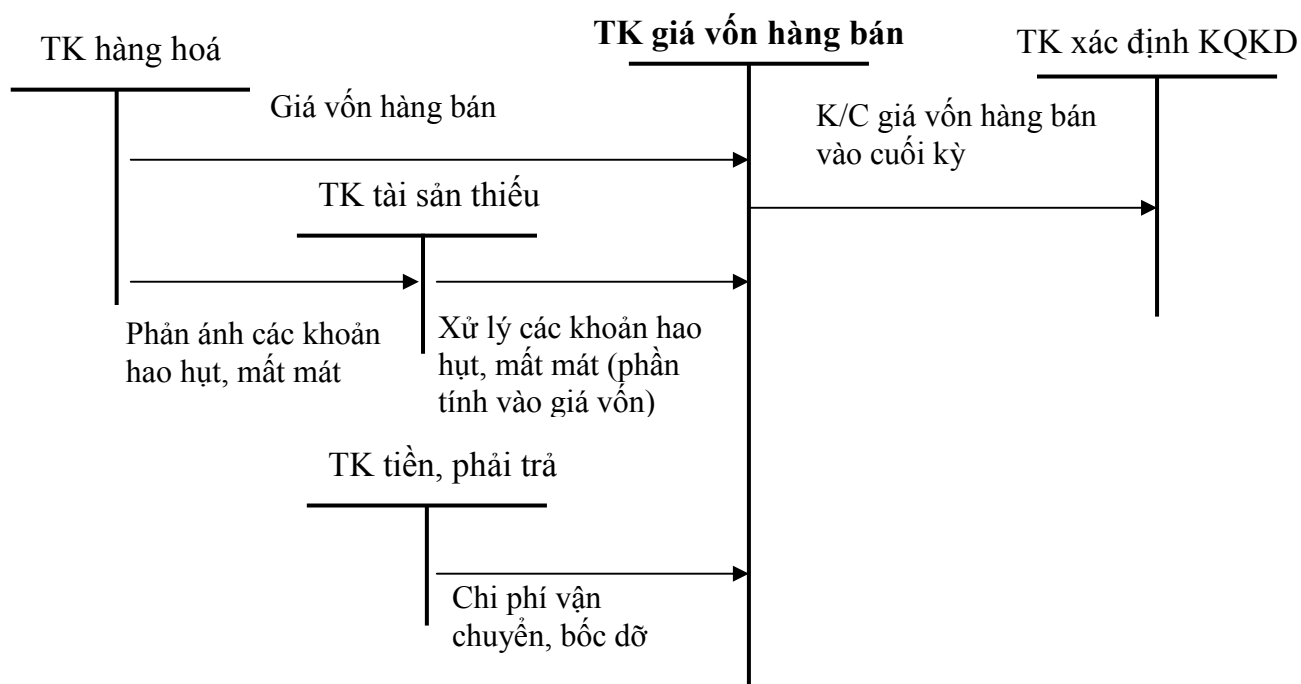 TK hàng hoá
TK giá vốn hàng bán
TK xác định KQKD
Giá vốn hàng bán
K/C giá vốn hàng bán
vào cuối kỳ
TK tài sản thiếu
Phản ánh các khoản
hao hụt, mất mát
Xử lý các khoản hao
hụt, mất mát (phần
tính vào giá vốn)
TK tiền, phải trả
Chi phí vận
chuyển, bốc dỡ